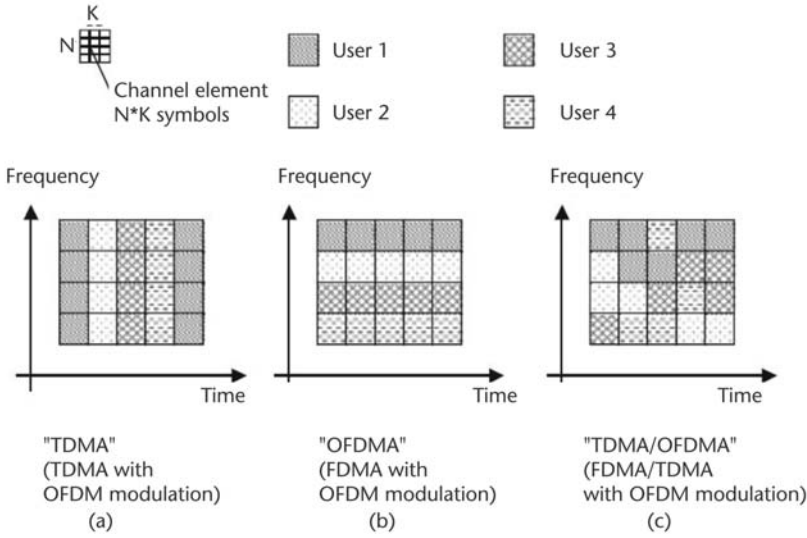 K
N
Channel element
N*K symbols
User 1
User 3
User 2
User 4
Frequency
Frequency
Frequency
Time
Time
Time
"TDMA"
(TDMA with
OFDM modulation)
(a)
"OFDMA"
(FDMA with
OFDM modulation)
(b)
"TDMA/OFDMA"
(FDMA/TDMA
with OFDM modulation)
(c)